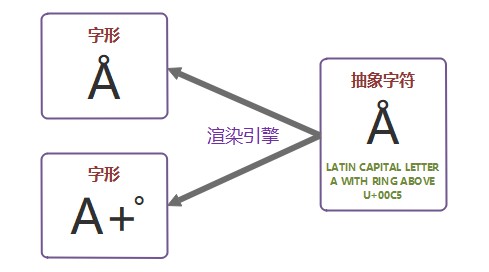 字形
Å
渲染引擎
字形
A+°
抽象字符
Å
LATIN CAPITAL LETTER
A WITH RING ABOVE
U+00C5